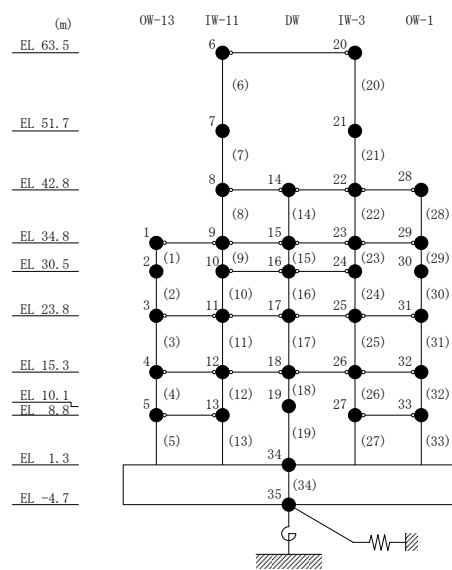 (m) OW-13 IW-11 DW IW-3 OW-1
EL 63.5 6 20
(6) (20)
EL 51.7 7 21
(7) (21)
EL 42.8 8 14 22 28
(8) (14) (22) (28)
EL 34.8 1 9 15 23 29
(1) (9) (15) (23) (29)
EL 30.5 2 10 16 24 30
(2) (10) (16) (24) (30)
EL 23.8 3 11 17 25 31
(3) (11) (17) (25) (31)
EL 15.3 4 12 18 26 32
(4) (12) (18) (26) (32)
EL 10.1 19
EL 8.8 5 13 27 33
(5) (13) (19) (27) (33)
EL 1.3 34
(34)
EL -4.7 35